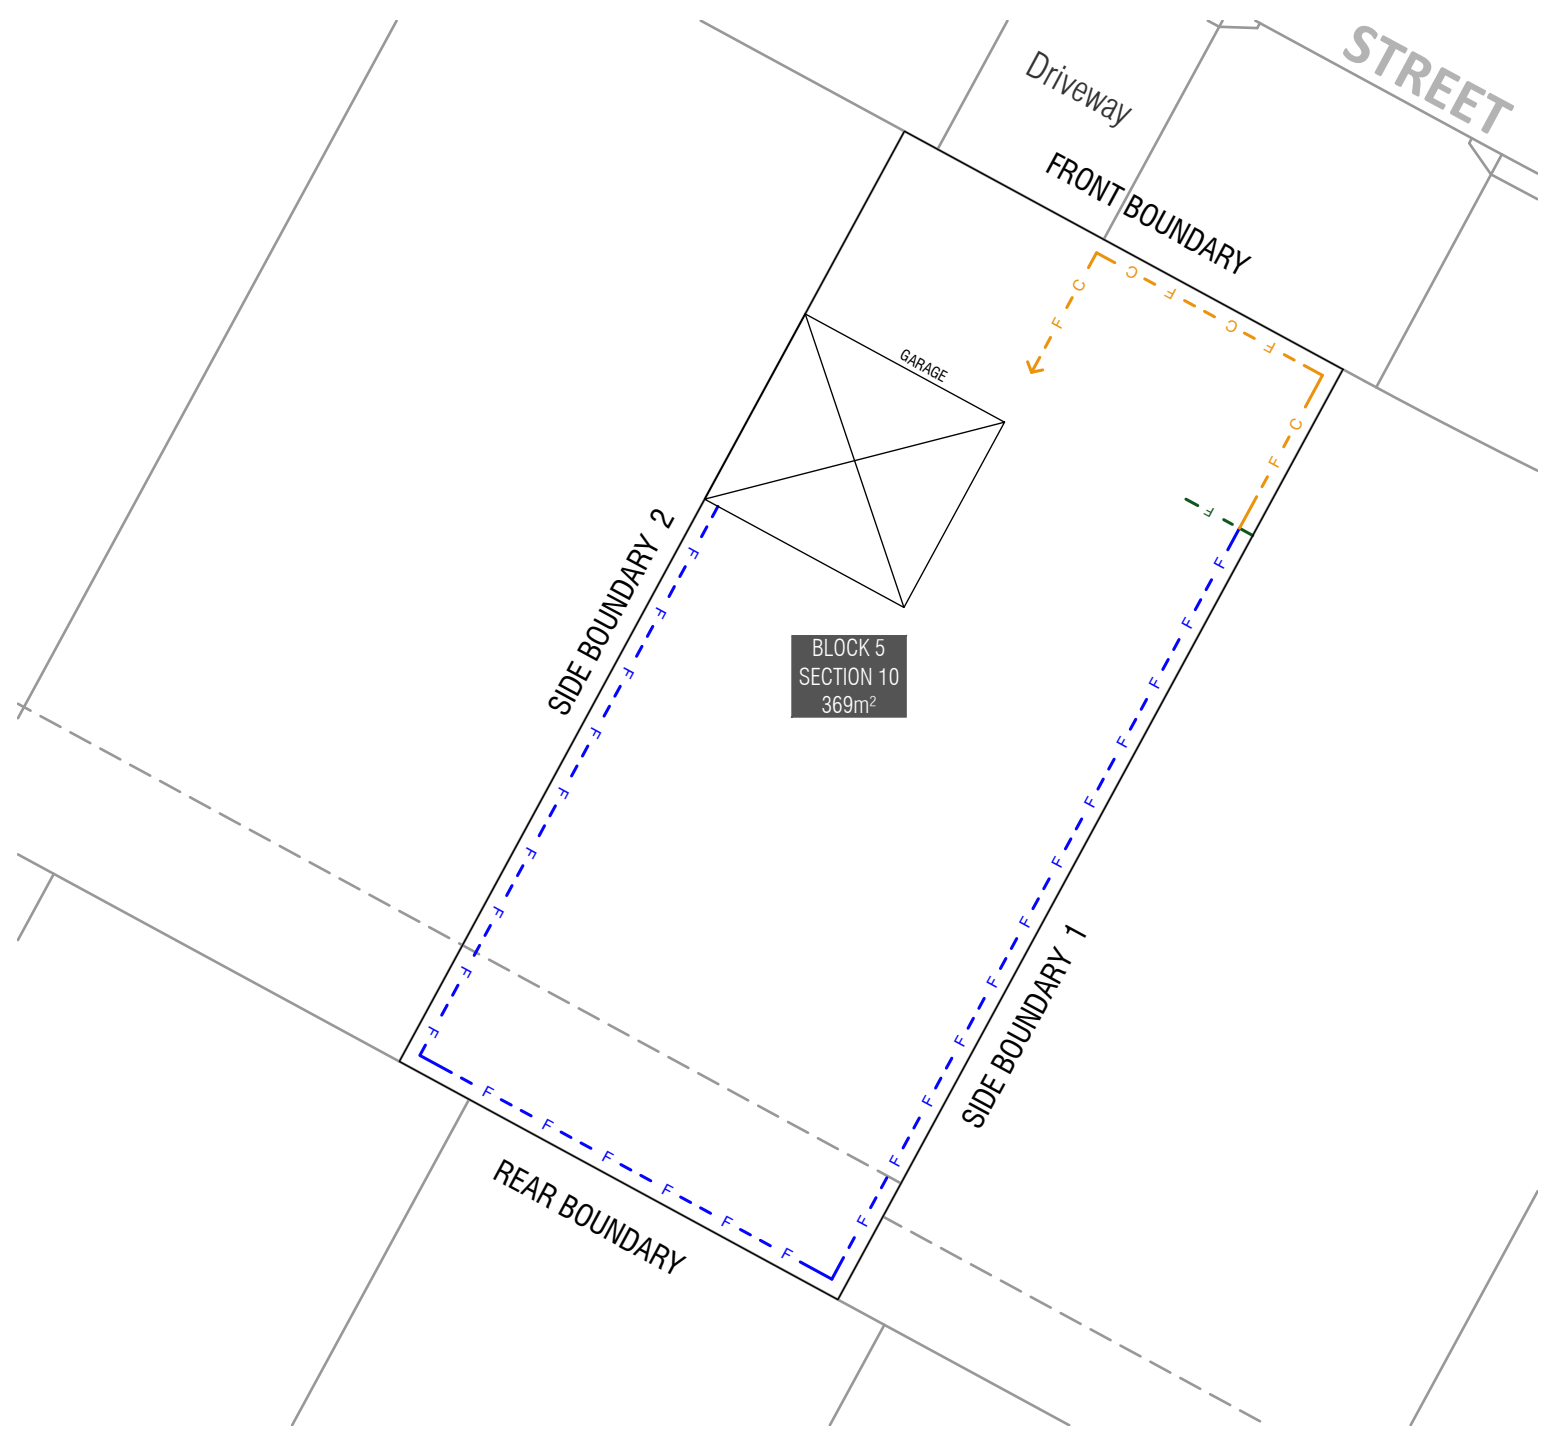 STREET
Driveway
FRONT BOUNDARY
C F C F
C F
C F
GARAGE
F
SIDE BOUNDARY 2
F F F F F F F F F
BLOCK 5
SECTION 10
369m²
F F F F F F F F F F F F
SIDE BOUNDARY 1
F F F F F F
REAR BOUNDARY